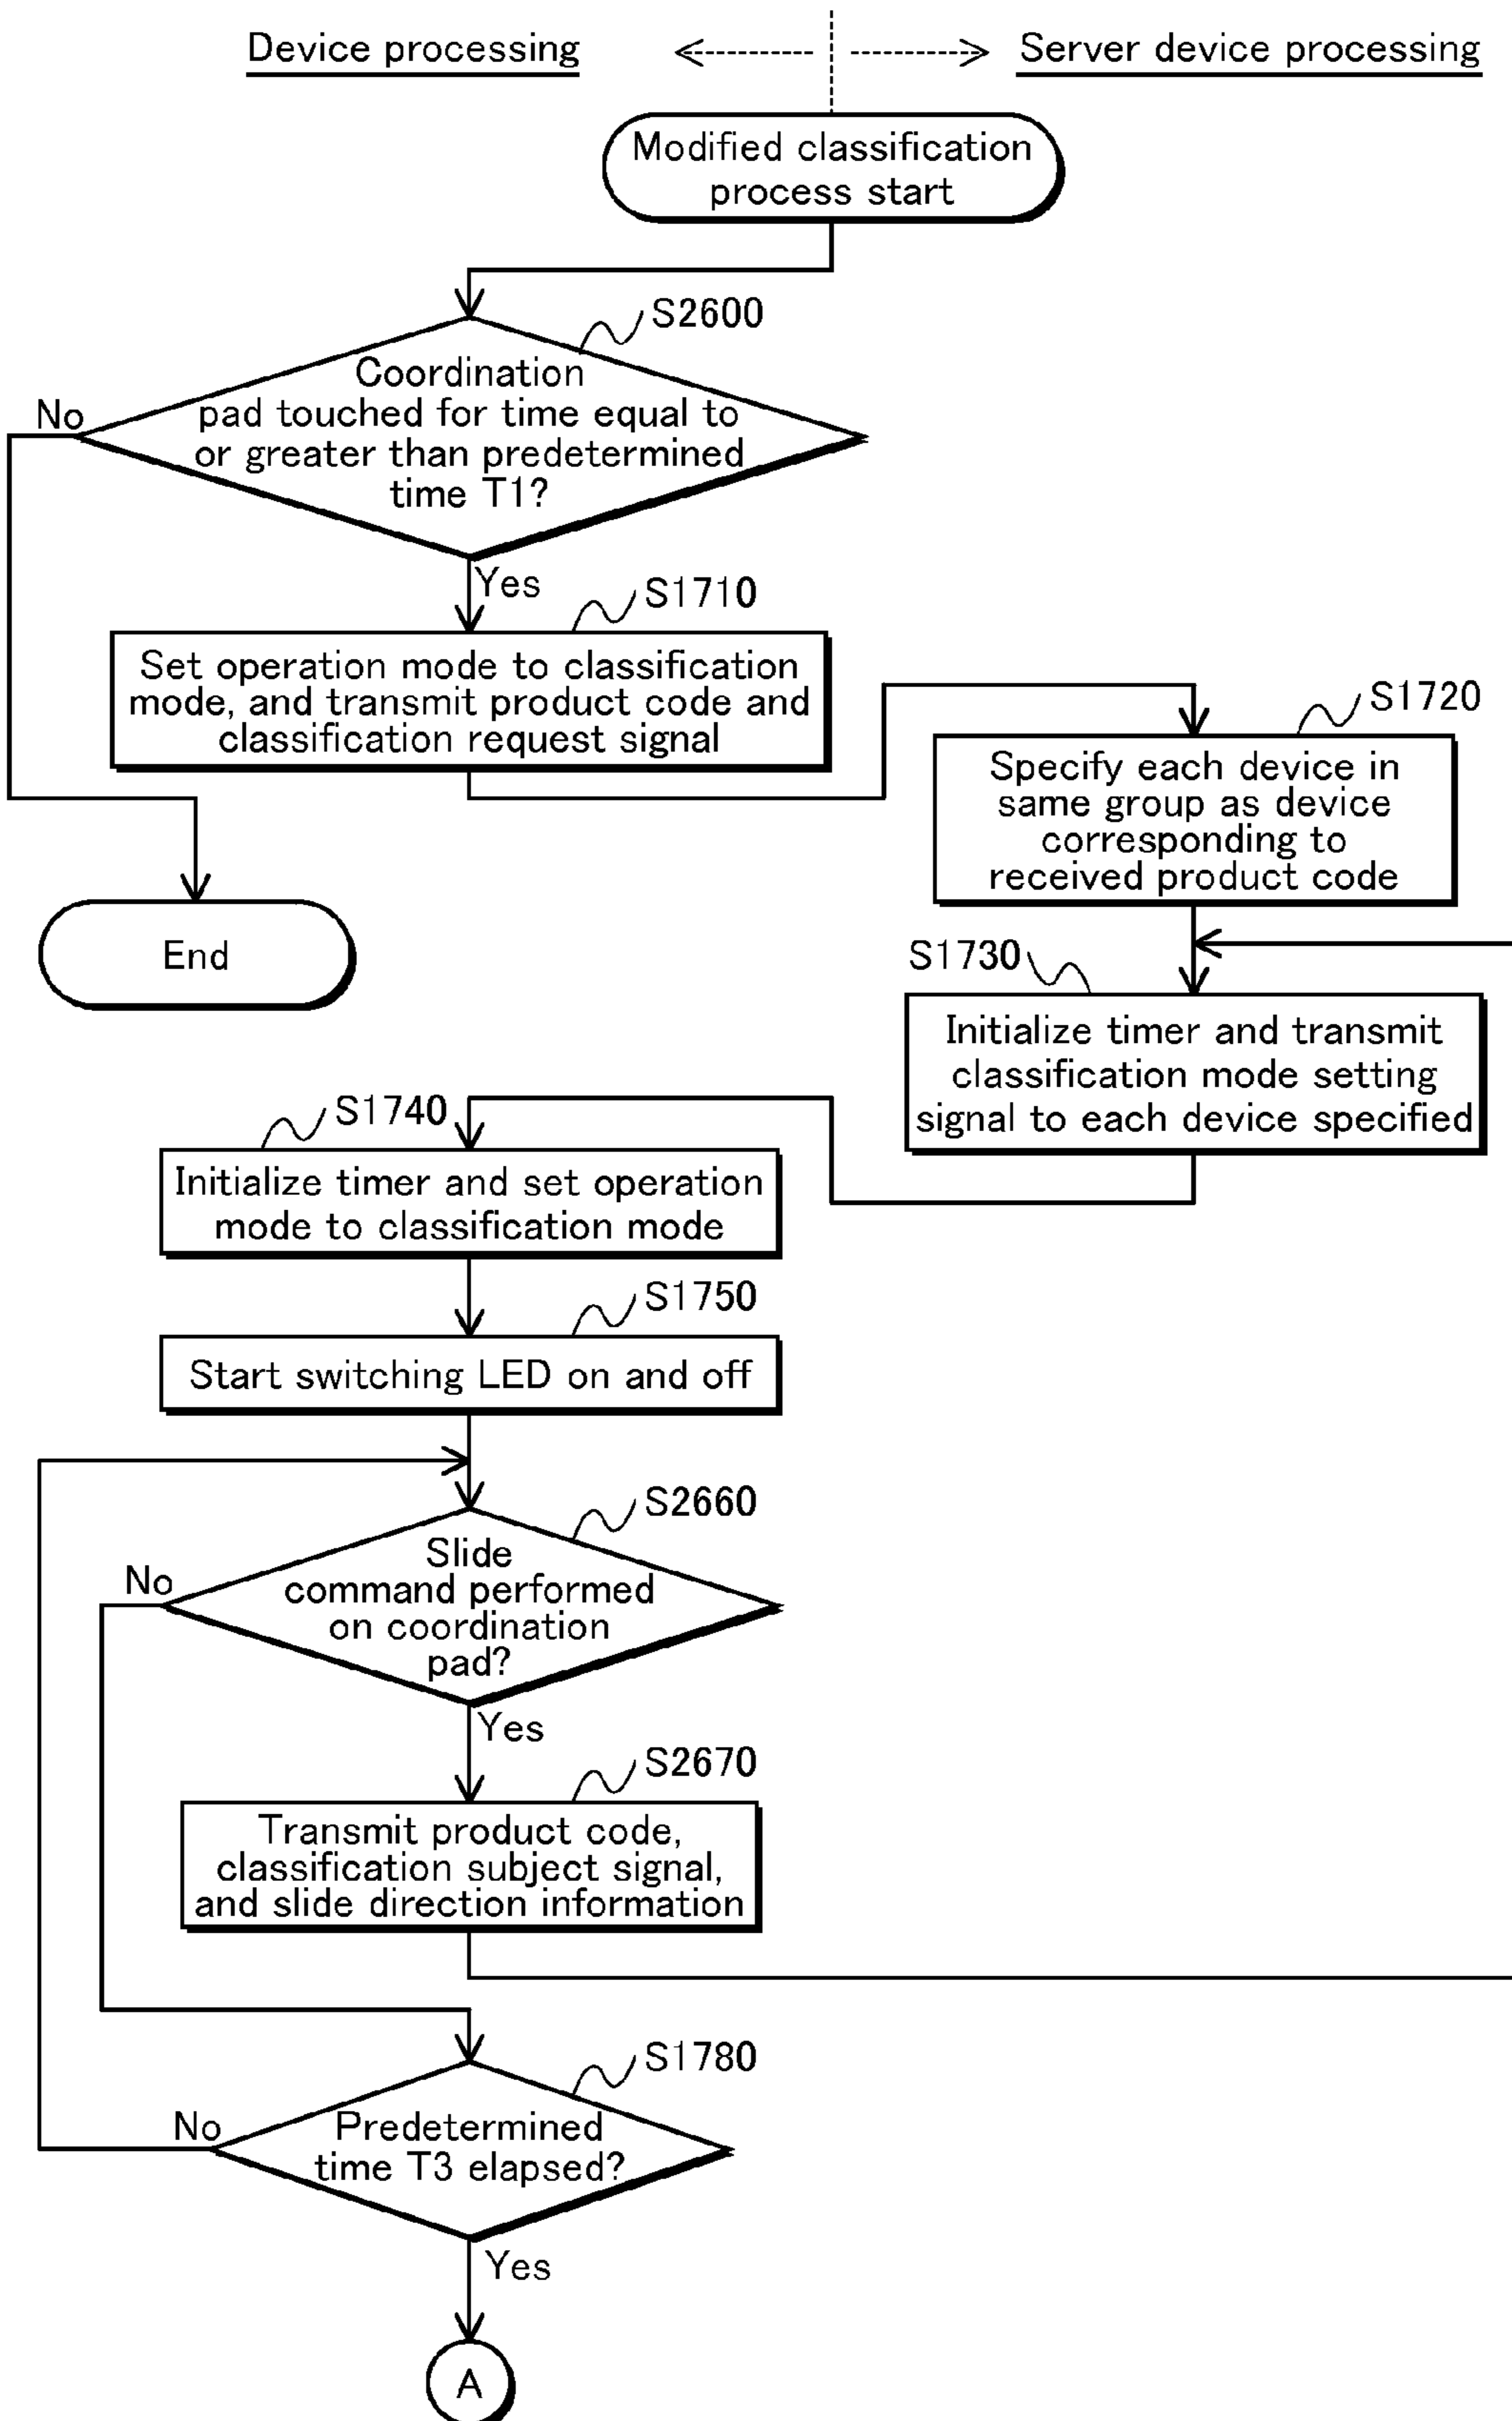 Device processing
Server device processing
Modified classification
process start
S2600
Coordination
pad touched for time equal to
or greater than predetermined
time T1?
No
Yes
S1710
Set operation mode to classification
mode, and transmit product code and
classification request signal
S1720
Specify each device in
same group as device
corresponding to
received product code
End
S1730
Initialize timer and transmit
classification mode setting
signal to each device specified
S1740
Initialize timer and set operation
mode to classification mode
S1750
Start switching LED on and off
S2660
Slide
command performed
on coordination
pad?
No
Yes
S2670
Transmit product code,
classification subject signal,
and slide direction information
S1780
Predetermined
time T3 elapsed?
No
Yes
A